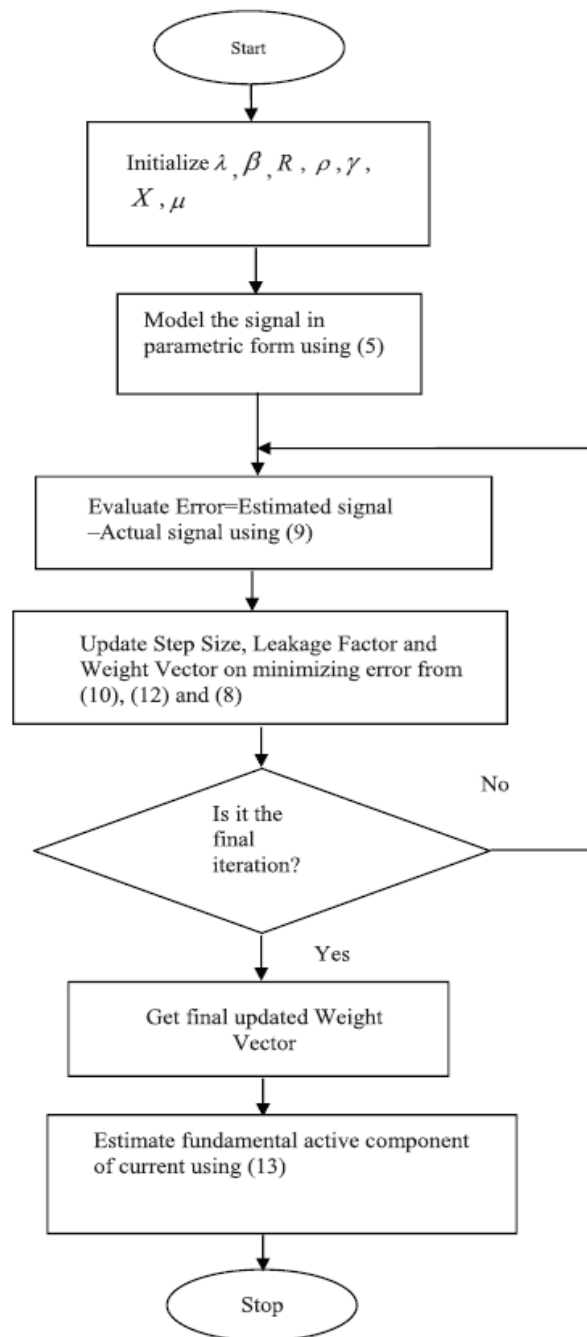 Start
Initialize λ , β , R , ρ , γ ,
X , μ
Model the signal in
parametric form using (5)
Evaluate Error=Estimated signal
–Actual signal using (9)
Update Step Size, Leakage Factor and
Weight Vector on minimizing error from
(10), (12) and (8)
No
Is it the
final
iteration?
Yes
Get final updated Weight
Vector
Estimate fundamental active component
of current using (13)
Stop